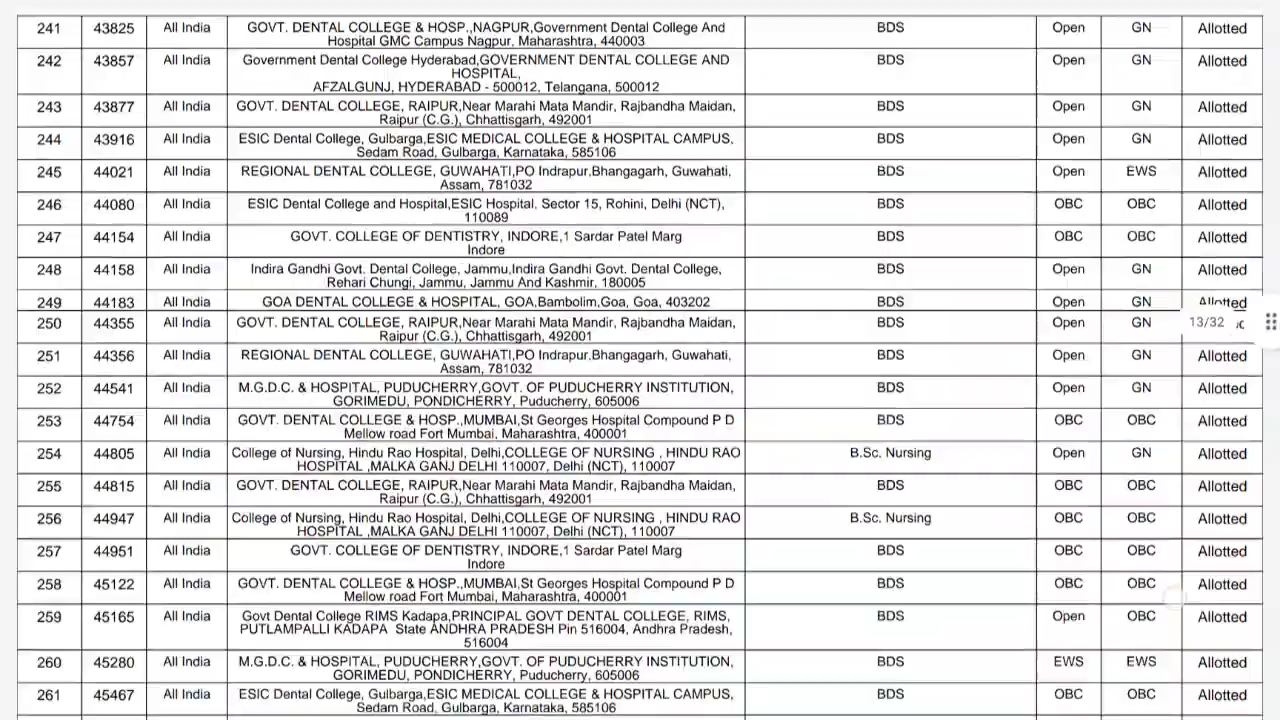 241 43825 All India GOVT. DENTAL COLLEGE & HOSP.,NAGPUR,Government Dental College And BDS Open GN Allotted
Hospital GMC Campus Nagpur, Maharashtra, 440003
242 43857 All India Government Dental College Hyderabad,GOVERNMENT DENTAL COLLEGE AND BDS Open GN Allotted
HOSPITAL,
AFZALGUNJ, HYDERABAD - 500012, Telangana, 500012
243 43877 All India GOVT. DENTAL COLLEGE, RAIPUR,Near Marahi Mata Mandir, Rajbandha Maidan, BDS Open GN Allotted
Raipur (C.G.), Chhattisgarh, 492001
244 43916 All India ESIC Dental College, Gulbarga,ESIC MEDICAL COLLEGE & HOSPITAL CAMPUS, BDS Open GN Allotted
Sedam Road, Gulbarga, Karnataka, 585106
245 44021 All India REGIONAL DENTAL COLLEGE, GUWAHATI,PO Indrapur,Bhangagarh, Guwahati, BDS Open EWS Allotted
Assam, 781032
246 44080 All India ESIC Dental College and Hospital,ESIC Hospital, Sector 15, Rohini, Delhi (NCT), BDS OBC OBC Allotted
110089
247 44154 All India GOVT. COLLEGE OF DENTISTRY, INDORE,1 Sardar Patel Marg BDS OBC OBC Allotted
Indore
248 44158 All India Indira Gandhi Govt. Dental College, Jammu,Indira Gandhi Govt. Dental College, BDS Open GN Allotted
Rehari Chungi, Jammu, Jammu And Kashmir, 180005
249 44183 All India GOA DENTAL COLLEGE & HOSPITAL, GOA,Bambolim,Goa, Goa, 403202 BDS Open GN Allotted
250 44355 All India GOVT. DENTAL COLLEGE, RAIPUR,Near Marahi Mata Mandir, Rajbandha Maidan, BDS Open GN 13/32
Raipur (C.G.), Chhattisgarh, 492001
251 44356 All India REGIONAL DENTAL COLLEGE, GUWAHATI,PO Indrapur,Bhangagarh, Guwahati, BDS Open GN Allotted
Assam, 781032
252 44541 All India M.G.D.C. & HOSPITAL, PUDUCHERRY,GOVT. OF PUDUCHERRY INSTITUTION, BDS Open GN Allotted
GORIMEDU, PONDICHERRY, Puducherry, 605006
253 44754 All India GOVT. DENTAL COLLEGE & HOSP.,MUMBAI,St Georges Hospital Compound P D BDS OBC OBC Allotted
Mellow road Fort Mumbai, Maharashtra, 400001
254 44805 All India College of Nursing, Hindu Rao Hospital, Delhi,COLLEGE OF NURSING , HINDU RAO B.Sc. Nursing Open GN Allotted
HOSPITAL ,MALKA GANJ DELHI 110007, Delhi (NCT), 110007
255 44815 All India GOVT. DENTAL COLLEGE, RAIPUR,Near Marahi Mata Mandir, Rajbandha Maidan, BDS OBC OBC Allotted
Raipur (C.G.), Chhattisgarh, 492001
256 44947 All India College of Nursing, Hindu Rao Hospital, Delhi,COLLEGE OF NURSING , HINDU RAO B.Sc. Nursing OBC OBC Allotted
HOSPITAL ,MALKA GANJ DELHI 110007, Delhi (NCT), 110007
257 44951 All India GOVT. COLLEGE OF DENTISTRY, INDORE,1 Sardar Patel Marg BDS OBC OBC Allotted
Indore
258 45122 All India GOVT. DENTAL COLLEGE & HOSP.,MUMBAI,St Georges Hospital Compound P D BDS OBC OBC Allotted
Mellow road Fort Mumbai, Maharashtra, 400001
259 45165 All India Govt Dental College RIMS Kadapa,PRINCIPAL GOVT DENTAL COLLEGE, RIMS, BDS Open OBC Allotted
PUTLAMPALLI KADAPA State ANDHRA PRADESH Pin 516004, Andhra Pradesh,
516004
260 45280 All India M.G.D.C. & HOSPITAL, PUDUCHERRY,GOVT. OF PUDUCHERRY INSTITUTION, BDS EWS EWS Allotted
GORIMEDU, PONDICHERRY, Puducherry, 605006
261 45467 All India ESIC Dental College, Gulbarga,ESIC MEDICAL COLLEGE & HOSPITAL CAMPUS, BDS OBC OBC Allotted
Sedam Road, Gulbarga, Karnataka, 585106